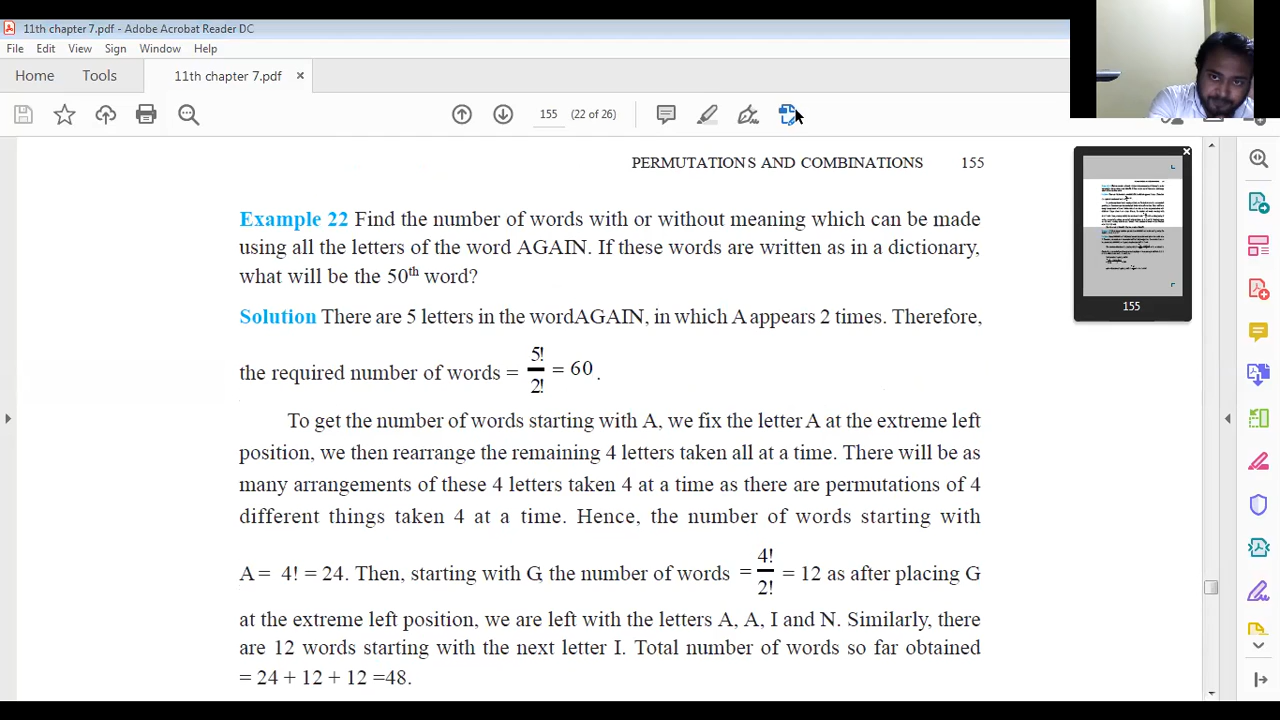 11th chapter 7.pdf - Adobe Acrobat Reader DC
File Edit View Sign Window Help
Home Tools 11th chapter 7.pdf ×
155 (22 of 26)
PERMUTATIONS AND COMBINATIONS 155
Example 22 Find the number of words with or without meaning which can be made
using all the letters of the word AGAIN. If these words are written as in a dictionary,
what will be the 50th word?
Solution There are 5 letters in the wordAGAIN, in which A appears 2 times. Therefore,
the required number of words = 5!/2! = 60 .
To get the number of words starting with A, we fix the letter A at the extreme left
position, we then rearrange the remaining 4 letters taken all at a time. There will be as
many arrangements of these 4 letters taken 4 at a time as there are permutations of 4
different things taken 4 at a time. Hence, the number of words starting with
A = 4! = 24. Then, starting with G, the number of words = 4!/2! = 12 as after placing G
at the extreme left position, we are left with the letters A, A, I and N. Similarly, there
are 12 words starting with the next letter I. Total number of words so far obtained
= 24 + 12 + 12 =48.
155